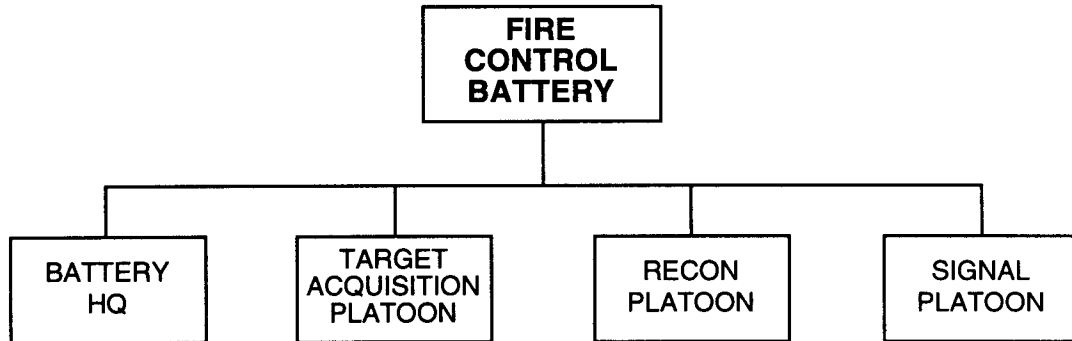 FIRE
CONTROL
BATTERY
BATTERY
HQ
TARGET
ACQUISITION
PLATOON
RECON
PLATOON
SIGNAL
PLATOON